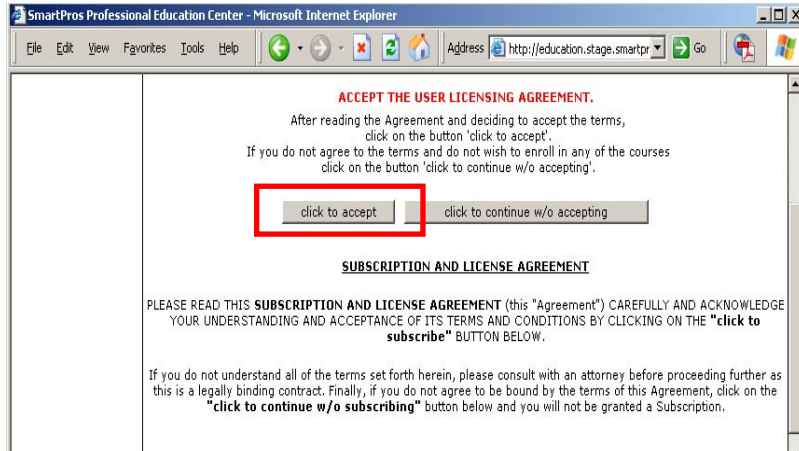 SmartPros Professional Education Center - Microsoft Internet Explorer
File Edit View Favorites Tools Help Address http://education.stage.smartpr Go
ACCEPT THE USER LICENSING AGREEMENT.
After reading the Agreement and deciding to accept the terms,
click on the button 'click to accept'.
If you do not agree to the terms and do not wish to enroll in any of the courses
click on the button 'click to continue w/o accepting'.
click to accept click to continue w/o accepting
SUBSCRIPTION AND LICENSE AGREEMENT
PLEASE READ THIS SUBSCRIPTION AND LICENSE AGREEMENT (this "Agreement") CAREFULLY AND ACKNOWLEDGE
YOUR UNDERSTANDING AND ACCEPTANCE OF ITS TERMS AND CONDITIONS BY CLICKING ON THE "click to
subscribe" BUTTON BELOW.
If you do not understand all of the terms set forth herein, please consult with an attorney before proceeding further as
this is a legally binding contract. Finally, if you do not agree to be bound by the terms of this Agreement, click on the
"click to continue w/o subscribing" button below and you will not be granted a Subscription.